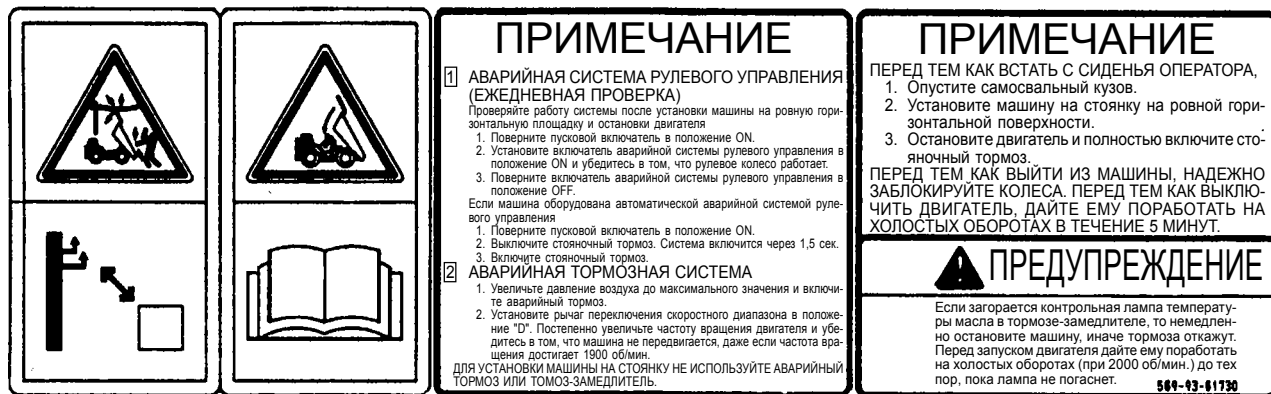 ПРИМЕЧАНИЕ
1 АВАРИЙНАЯ СИСТЕМА РУЛЕВОГО УПРАВЛЕНИЯ
(ЕЖЕДНЕВНАЯ ПРОВЕРКА)
Проверяйте работу системы после установки машины на ровную гори-
зонтальную площадку и остановки двигателя
1. Поверните пусковой включатель в положение ON.
2. Установите включатель аварийной системы рулевого управления в
положение ON и убедитесь в том, что рулевое колесо работает.
3. Поверните включатель аварийной системы рулевого управления в
положение OFF.
Если машина оборудована автоматической аварийной системой руле-
вого управления
1. Поверните пусковой включатель в положение ON.
2. Выключите стояночный тормоз. Система включится через 1,5 сек.
3. Включите стояночный тормоз.
2 АВАРИЙНАЯ ТОРМОЗНАЯ СИСТЕМА
1. Увеличьте давление воздуха до максимального значения и включи-
те аварийный тормоз.
2. Установите рычаг переключения скоростного диапазона в положе-
ние "D". Постепенно увеличьте частоту вращения двигателя и убе-
дитесь в том, что машина не передвигается, даже если частота вра-
щения достигает 1900 об/мин.
ДЛЯ УСТАНОВКИ МАШИНЫ НА СТОЯНКУ НЕ ИСПОЛЬЗУЙТЕ АВАРИЙНЫЙ
ТОРМОЗ ИЛИ ТОМОЗ-ЗАМЕДЛИТЕЛЬ.
ПРИМЕЧАНИЕ
ПЕРЕД ТЕМ КАК ВСТАТЬ С СИДЕНЬЯ ОПЕРАТОРА,
1. Опустите самосвальный кузов.
2. Установите машину на стоянку на ровной гори-
зонтальной поверхности.
3. Остановите двигатель и полностью включите сто-
яночный тормоз.
ПЕРЕД ТЕМ КАК ВЫЙТИ ИЗ МАШИНЫ, НАДЕЖНО
ЗАБЛОКИРУЙТЕ КОЛЕСА. ПЕРЕД ТЕМ КАК ВЫКЛЮ-
ЧИТЬ ДВИГАТЕЛЬ, ДАЙТЕ ЕМУ ПОРАБОТАТЬ НА
ХОЛОСТЫХ ОБОРОТАХ В ТЕЧЕНИЕ 5 МИНУТ.
ПРЕДУПРЕЖДЕНИЕ
Если загорается контрольная лампа температу-
ры масла в тормозе-замедлителе, то немедлен-
но остановите машину, иначе тормоза откажут.
Перед запуском двигателя дайте ему поработать
на холостых оборотах (при 2000 об/мин.) до тех
пор, пока лампа не погаснет.
569-93-61730